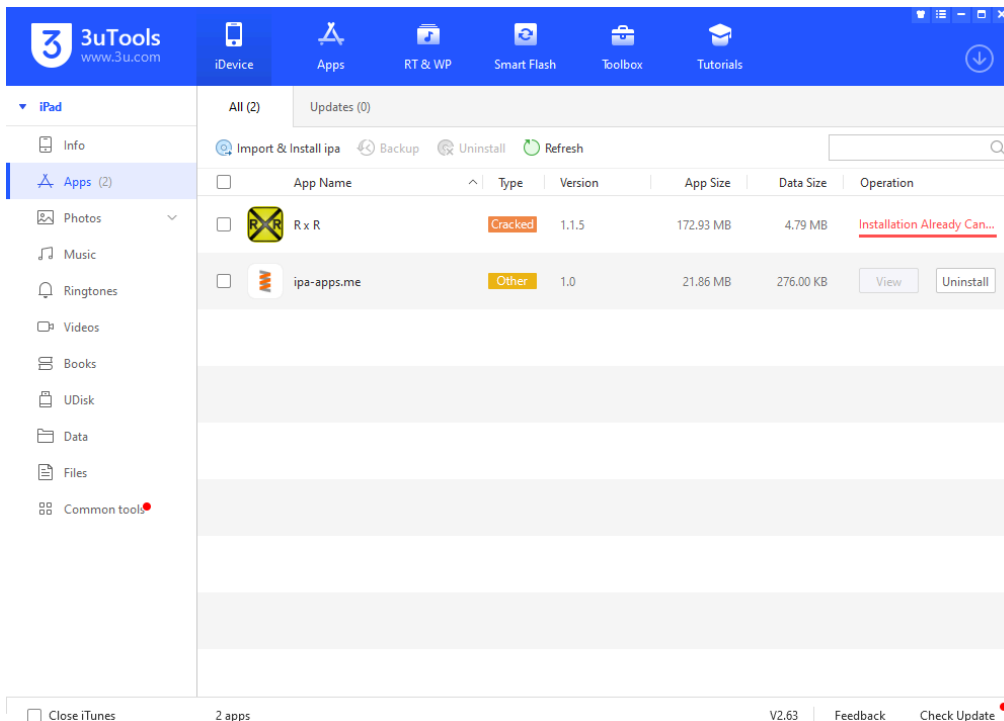 3uTools
www.3u.com
iDevice
Apps
RT & WP
Smart Flash
Toolbox
Tutorials
iPad
Info
Apps (2)
Photos
Music
Ringtones
Videos
Books
UDisk
Data
Files
Common tools
All (2) Updates (0)
Import & Install ipa Backup Uninstall Refresh
App Name Type Version App Size Data Size Operation
R x R Cracked 1.1.5 172.93 MB 4.79 MB Installation Already Can...
ipa-apps.me Other 1.0 21.86 MB 276.00 KB View Uninstall
Close iTunes 2 apps V2.63 Feedback Check Update